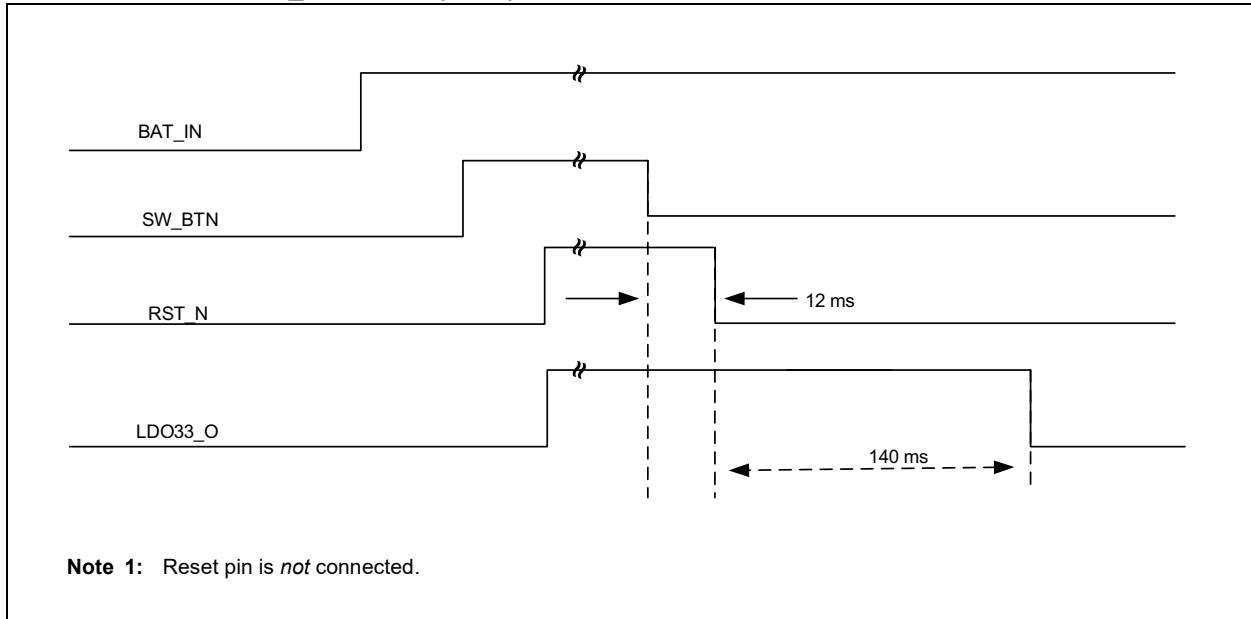 BAT_IN
SW_BTN
RST_N
12 ms
LDO33_O
140 ms
Note 1: Reset pin is not connected.